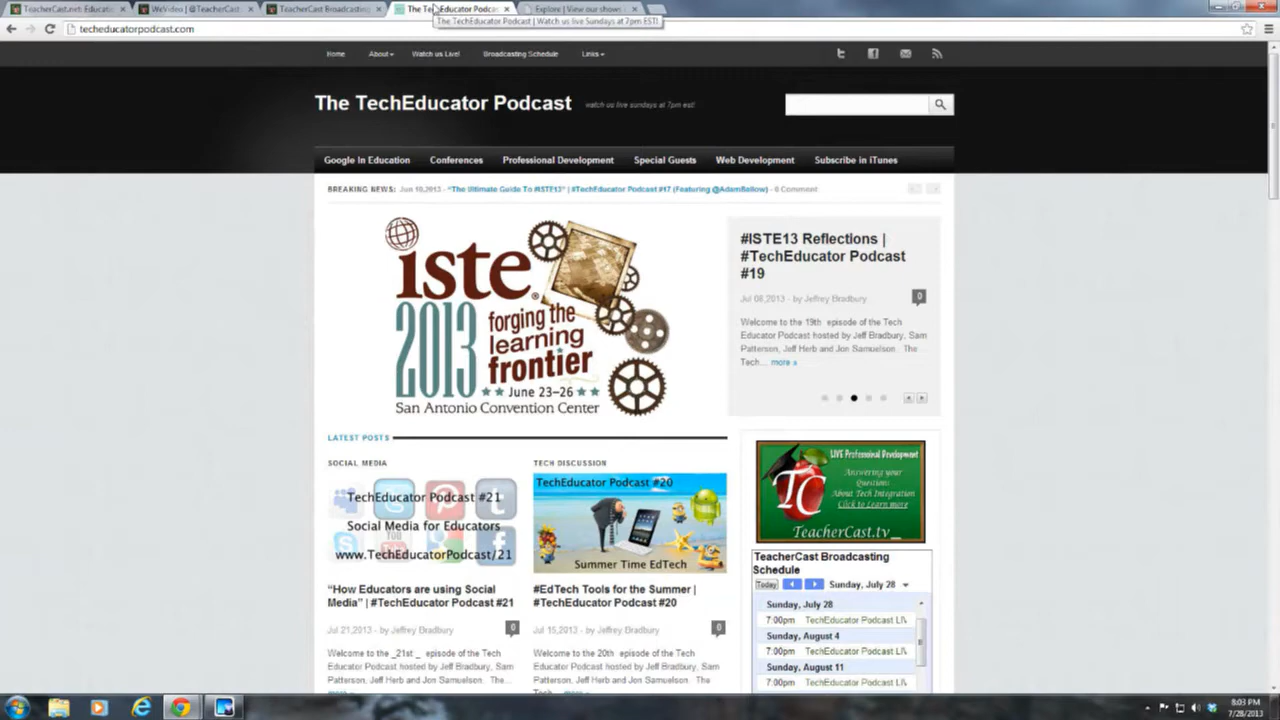 TeacherCast.net: Educatio
WeVideo | @TeacherCast
TeacherCast Broadcasting
The TechEducator Podcas
Explore | View our shows
The TechEducator Podcast | Watch us live Sundays at 7pm EST!
techeducatorpodcast.com
Home About Watch us Live! Broadcasting Schedule Links
The TechEducator Podcast
watch us live sundays at 7pm est!
Google In Education Conferences Professional Development Special Guests Web Development Subscribe in iTunes
BREAKING NEWS: Jun 10,2013 - "The Ultimate Guide To #ISTE13" | #TechEducator Podcast #17 (Featuring @AdamBellow) - 0 Comment
iste®
2013
forging the
learning
frontier
June 23–26
San Antonio Convention Center
#ISTE13 Reflections |
#TechEducator Podcast
#19
Jul 08,2013 - by Jeffrey Bradbury 0
Welcome to the 19th episode of the Tech
Educator Podcast hosted by Jeff Bradbury, Sam
Patterson, Jeff Herb and Jon Samuelson. The
Tech... more »
LATEST POSTS
SOCIAL MEDIA
TechEducator Podcast #21
Social Media for Educators
www.TechEducatorPodcast/21
"How Educators are using Social
Media" | #TechEducator Podcast #21
Jul 21,2013 - by Jeffrey Bradbury 0
Welcome to the _21st _ episode of the Tech
Educator Podcast hosted by Jeff Bradbury, Sam
Patterson, Jeff Herb and Jon Samuelson. The
more »
TECH DISCUSSION
TechEducator Podcast #20
Summer Time EdTech
#EdTech Tools for the Summer |
#TechEducator Podcast #20
Jul 15,2013 - by Jeffrey Bradbury 0
Welcome to the 20th episode of the Tech
Educator Podcast hosted by Jeff Bradbury, Sam
Patterson, Jeff Herb and Jon Samuelson. The
Tech... more »
LIVE Professional Development
Answering your
Questions
About Tech Integration
Click to Learn more
TC
TeacherCast.tv_
TeacherCast Broadcasting
Schedule
Today Sunday, July 28
Sunday, July 28
7:00pm TechEducator Podcast LIV
Sunday, August 4
7:00pm TechEducator Podcast LIV
Sunday, August 11
7:00pm TechEducator Podcast LIV
8:03 PM
7/28/2013